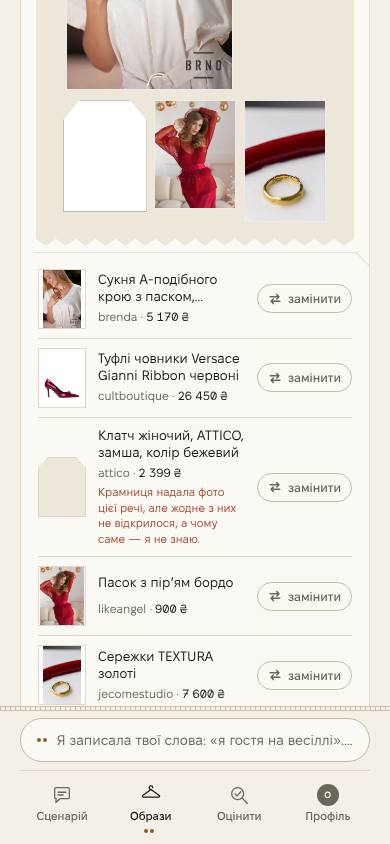 BRND
Сукня А-подібного
крою з паском,...
brenda · 5 170 ₴
замінити
Туфлі човники Versace
Gianni Ribbon червоні
cultboutique · 26 450 ₴
замінити
Клатч жіночий, ATTICO,
замша, колір бежевий
attico · 2 399 ₴
Крамниця надала фото
цієї речі, але жодне з них
не відкрилося, а чому
саме — я не знаю.
замінити
Пасок з пір’ям бордо
likeangel · 900 ₴
замінити
Сережки TEXTURA
золоті
jecomestudio · 7 600 ₴
замінити
Я записала твої слова: «я гостя на весіллі»....
Сценарій
Образи
Оцінити
О
Профіль